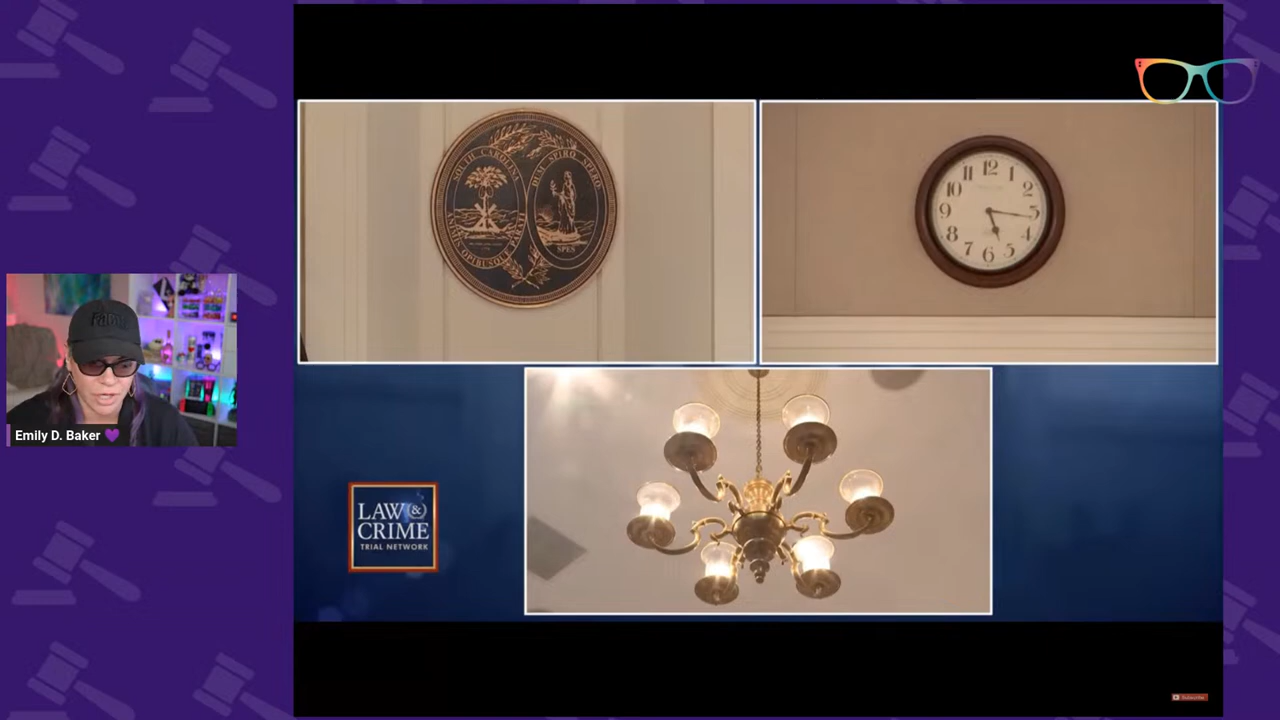 SOUTH CAROLINA
DUM SPIRO SPERO
ANIMIS OPIBUSQUE PARATI
SPES
12
1
2
3
4
5
6
7
8
9
10
11
Emily D. Baker 💜
LAW &
CRIME
TRIAL NETWORK
Subscribe